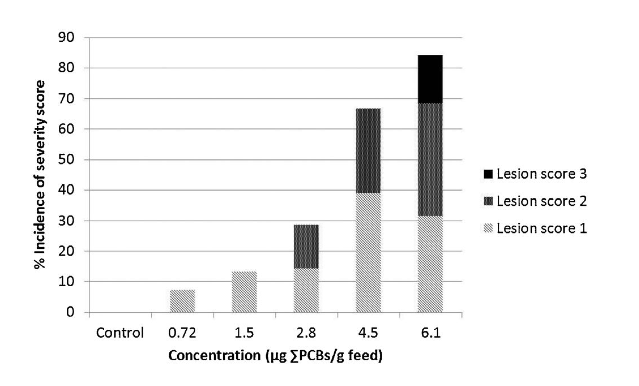 90
80
70
60
50
40
30
20
10
0
% Incidence of severity score
Control 0.72 1.5 2.8 4.5 6.1
Concentration (µg ∑PCBs/g feed)
Lesion score 3
Lesion score 2
Lesion score 1